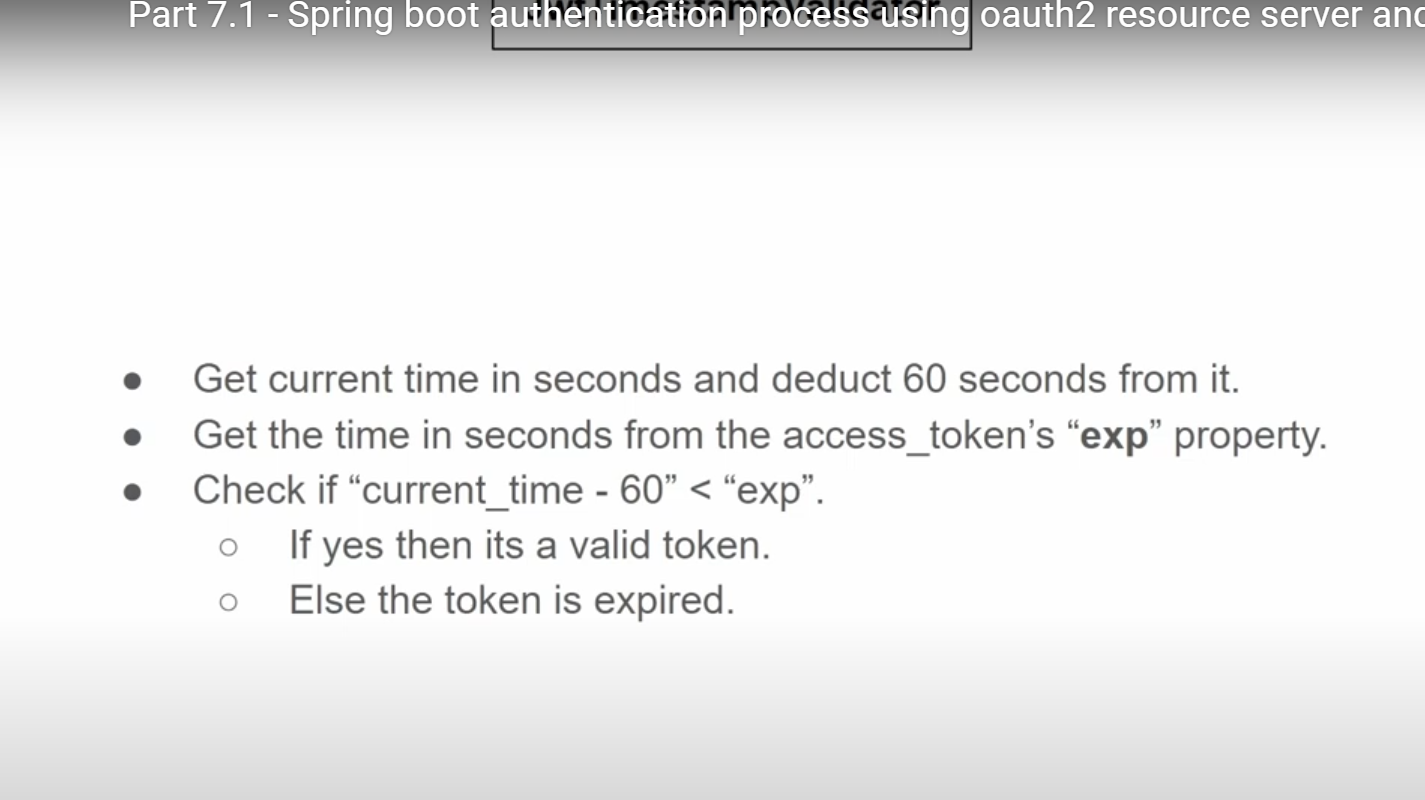 Part 7.1 - Spring boot authentication process using oauth2 resource server and
JwtTimestampValidator
● Get current time in seconds and deduct 60 seconds from it.
● Get the time in seconds from the access_token’s “exp” property.
● Check if “current_time - 60” < “exp”.
○ If yes then its a valid token.
○ Else the token is expired.